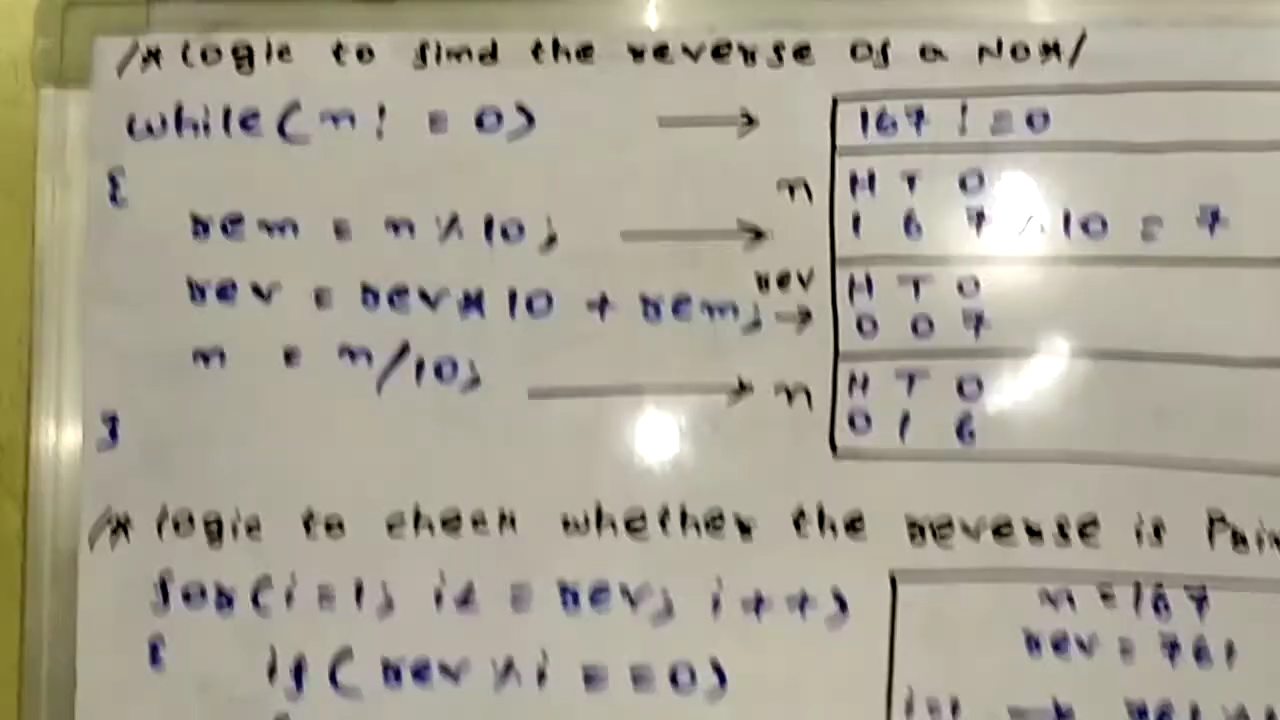 /* logic to find the reverse of a No*/
while(n! = 0) → 167 ! = 0
{
n H T O
rem = n % 10; → 1 6 7 % 10 = 7
rev H T O
rev = rev * 10 + rem; → 0 0 7
n = n/10; → n H T O
0 1 6
}
/* logic to check whether the reverse is
for(i=1; i< = rev; i++)
{ if( rev % i = = 0)
n = 167
rev = 761